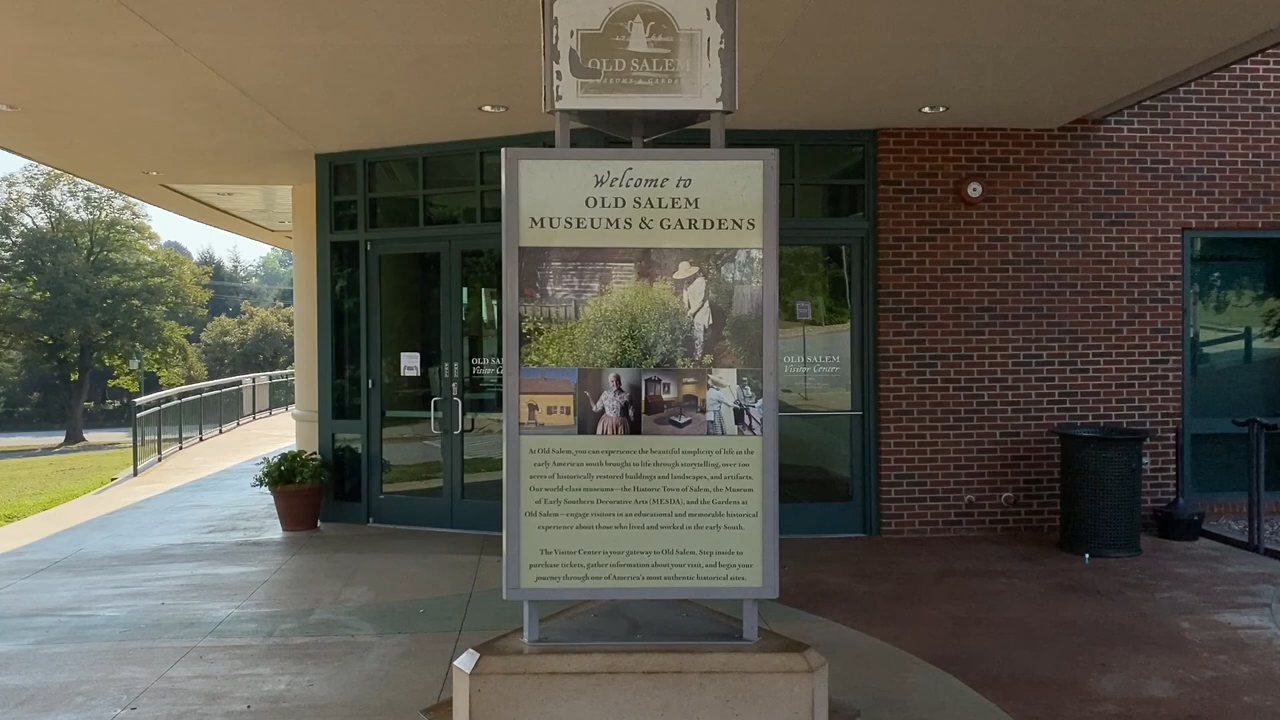 OLD SALEM
MUSEUMS & GARDENS
Welcome to
OLD SALEM
MUSEUMS & GARDENS
OLD SALEM
Visitor Center
At Old Salem, you can experience the beautiful simplicity of life in the
early American south brought to life through storytelling, over 100
acres of historically restored buildings and landscapes, and artifacts.
Our world-class museums—the Historic Town of Salem, the Museum
of Early Southern Decorative Arts (MESDA), and the Gardens at
Old Salem—engage visitors in an educational and memorable historical
experience about those who lived and worked in the early South.
The Visitor Center is your gateway to Old Salem. Step inside to
purchase tickets, gather information about your visit, and begin your
journey through one of America's most authentic historical sites.